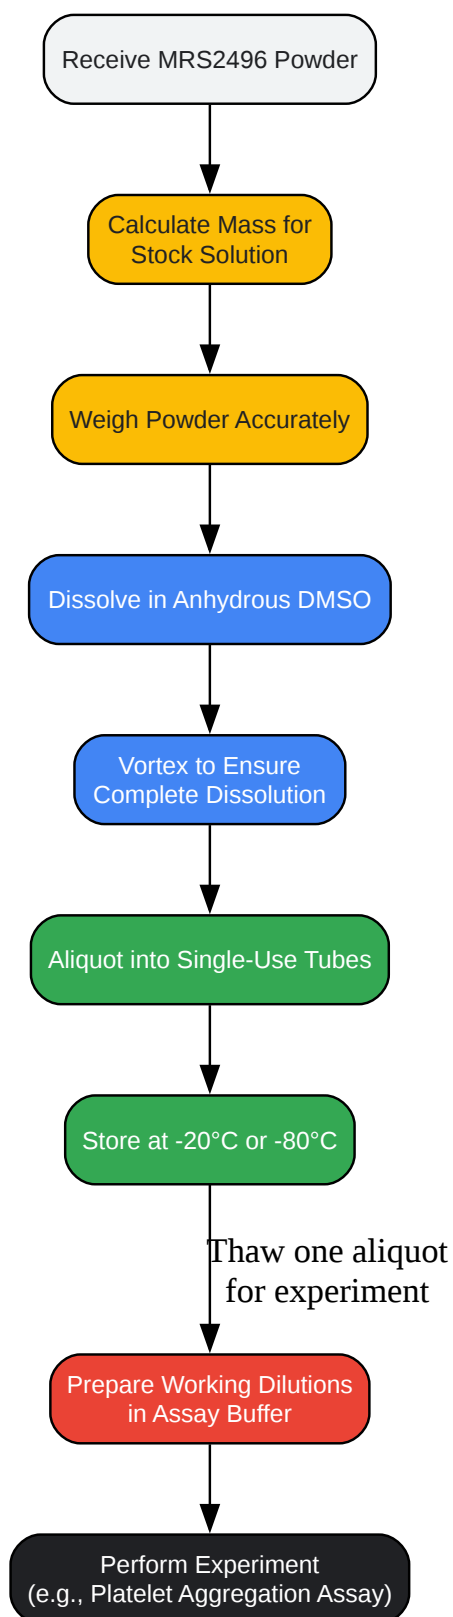 Receive MRS2496 Powder
Calculate Mass for
Stock Solution
Weigh Powder Accurately
Dissolve in Anhydrous DMSO
Vortex to Ensure
Complete Dissolution
Aliquot into Single-Use Tubes
Store at -20°C or -80°C
Thaw one aliquot
for experiment
Prepare Working Dilutions
in Assay Buffer
Perform Experiment
(e.g., Platelet Aggregation Assay)